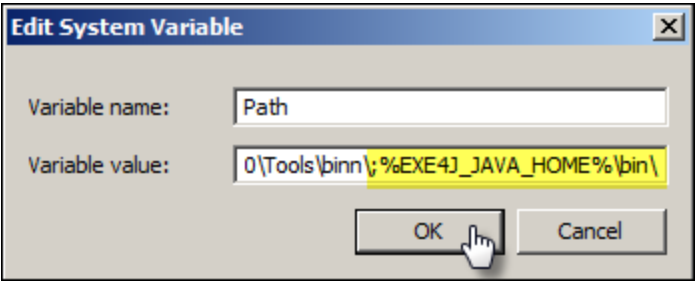 Edit System Variable
Variable name: Path
Variable value: 0\Tools\binn\;%EXE4J_JAVA_HOME%\bin\
OK Cancel